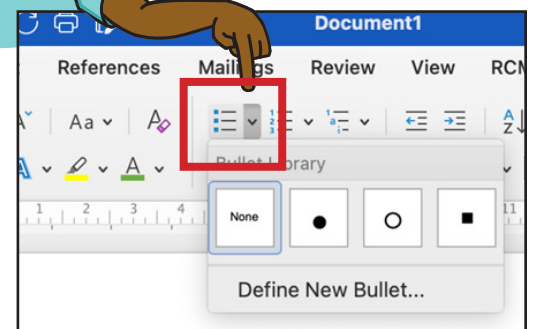 Document1
References Mailings Review View RCM
Aa
A
Bullet Library
None
Define New Bullet...
1 2 3 4 11